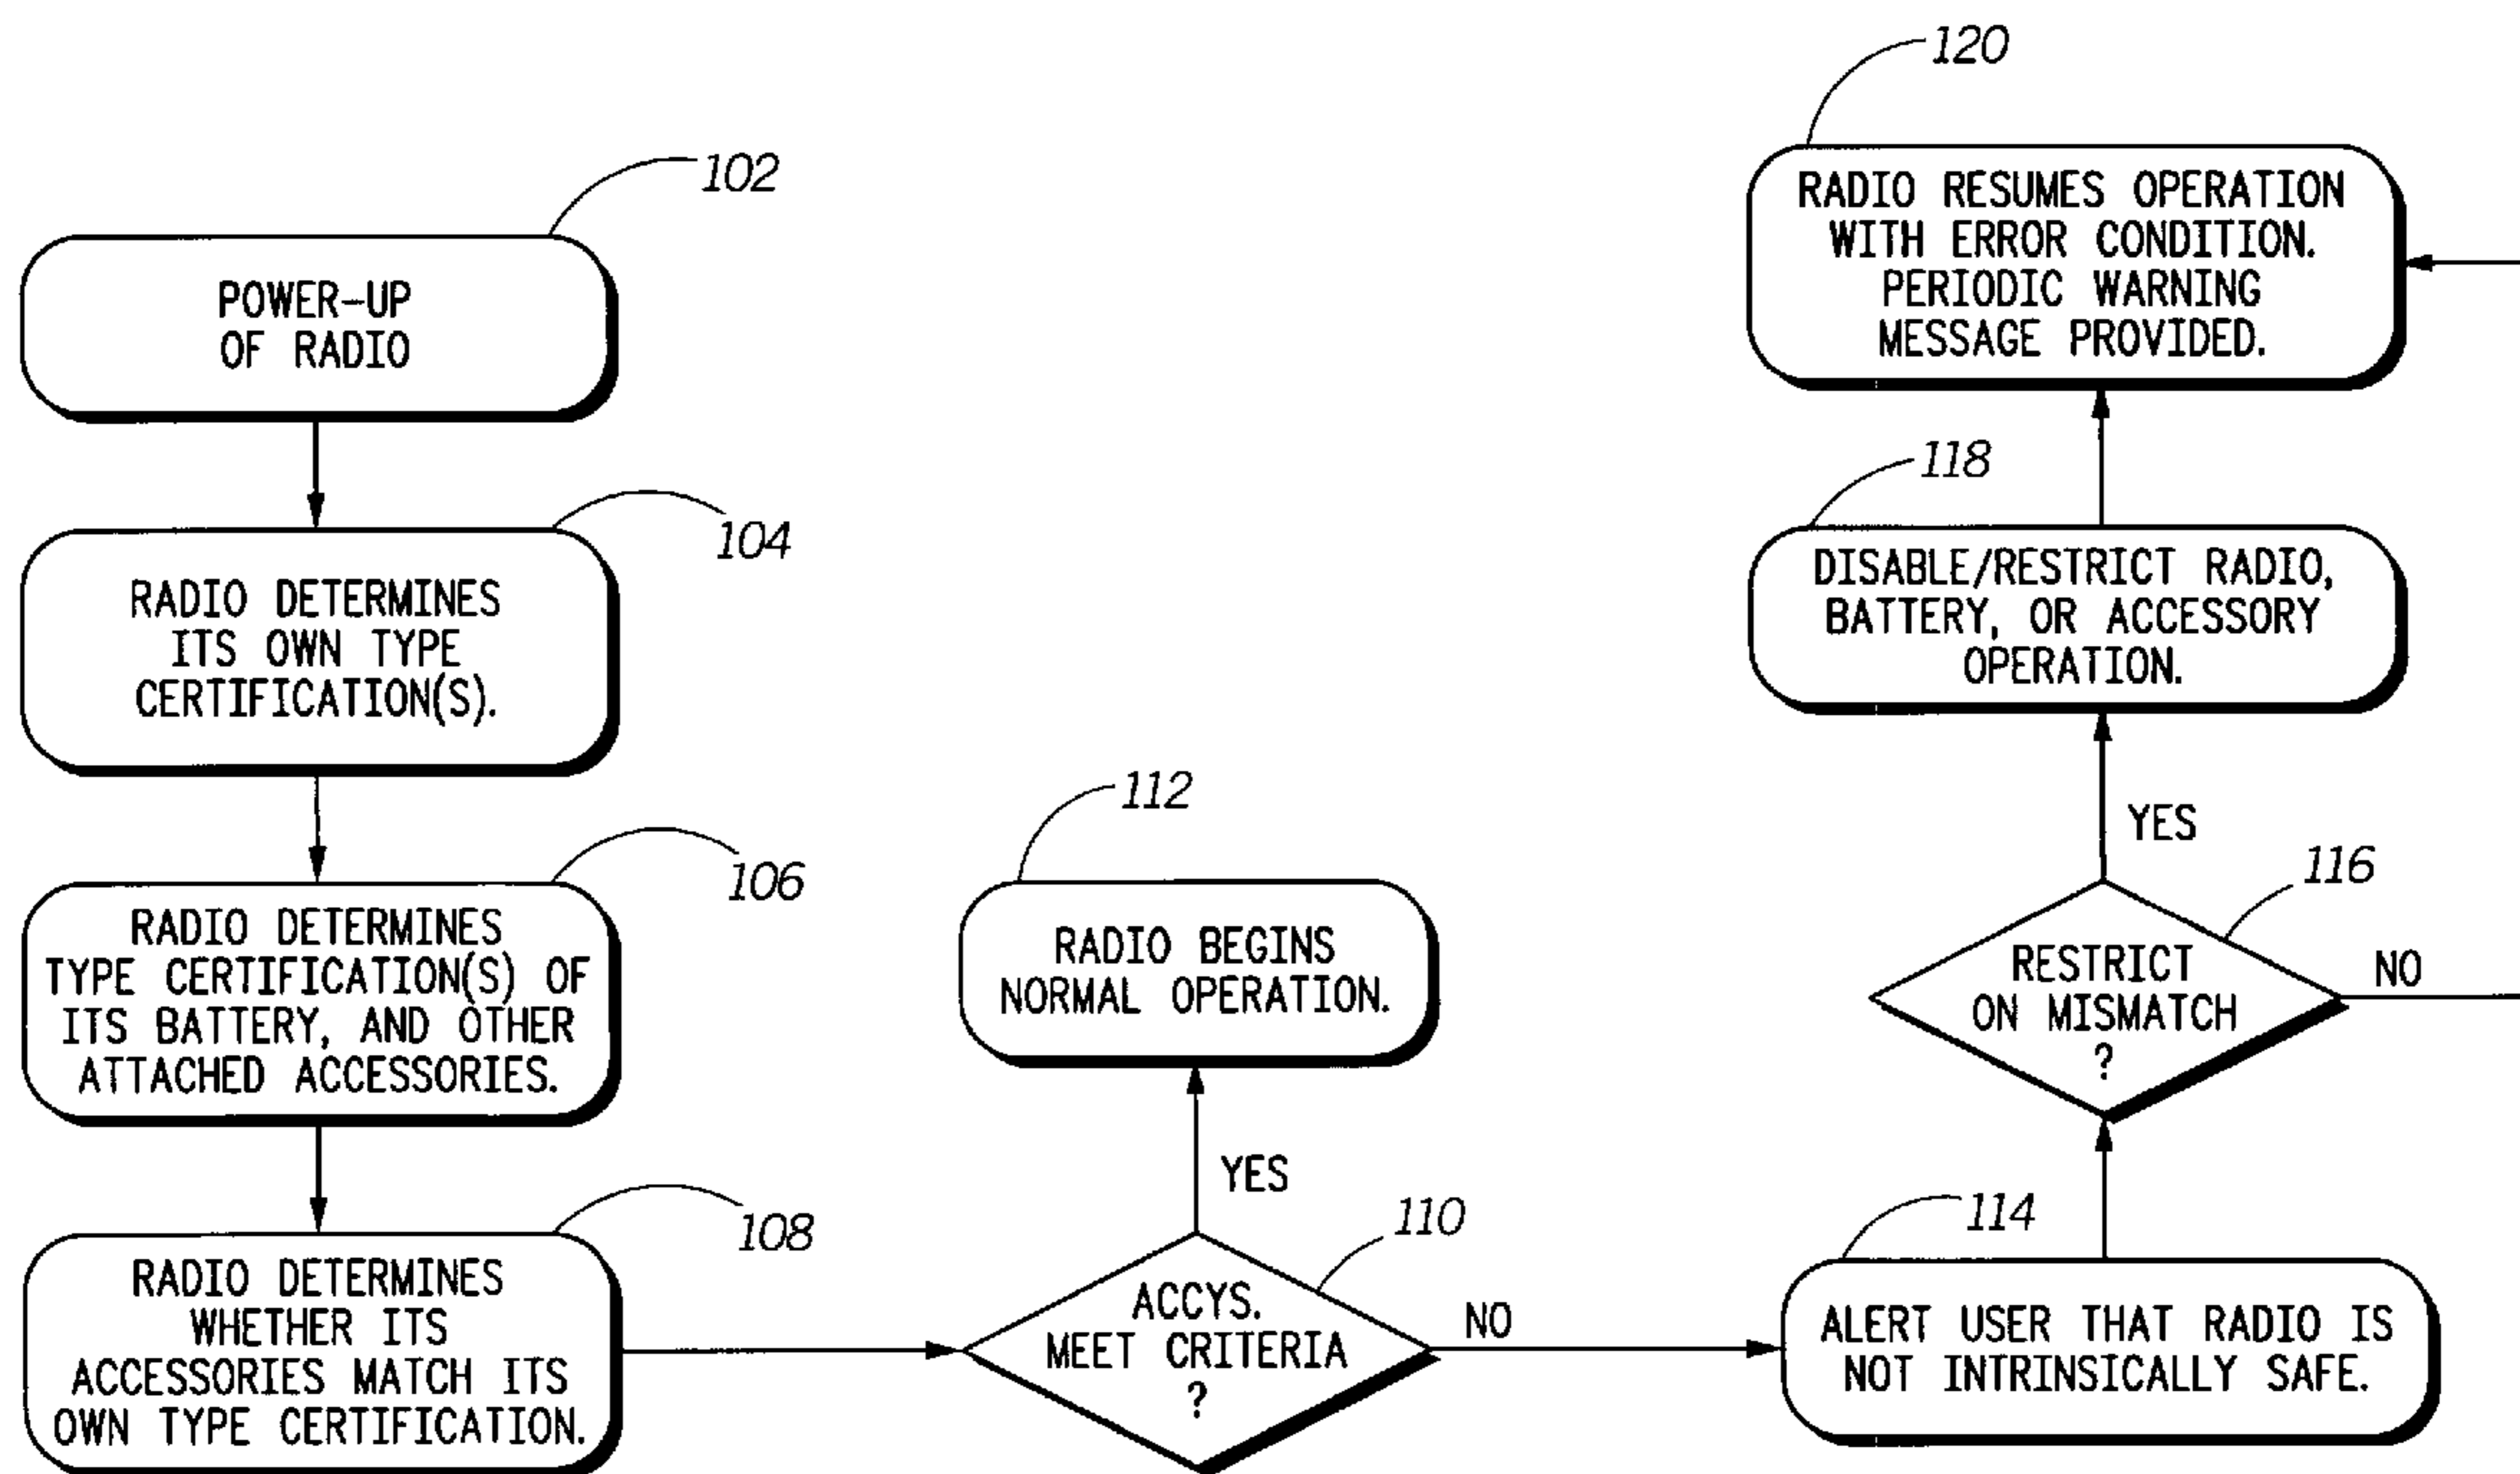 102
POWER-UP
OF RADIO
104
RADIO DETERMINES
ITS OWN TYPE
CERTIFICATION(S).
106
RADIO DETERMINES
TYPE CERTIFICATION(S) OF
ITS BATTERY, AND OTHER
ATTACHED ACCESSORIES.
108
RADIO DETERMINES
WHETHER ITS
ACCESSORIES MATCH ITS
OWN TYPE CERTIFICATION.
110
ACCYS.
MEET CRITERIA
?
YES
NO
112
RADIO BEGINS
NORMAL OPERATION.
114
ALERT USER THAT RADIO IS
NOT INTRINSICALLY SAFE.
116
RESTRICT
ON MISMATCH
?
YES
NO
118
DISABLE/RESTRICT RADIO,
BATTERY, OR ACCESSORY
OPERATION.
120
RADIO RESUMES OPERATION
WITH ERROR CONDITION.
PERIODIC WARNING
MESSAGE PROVIDED.